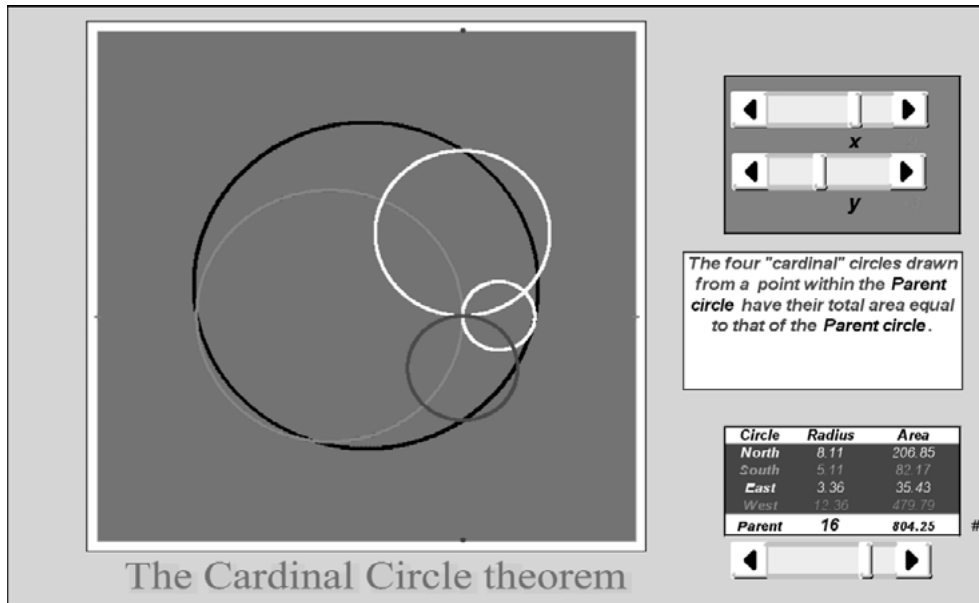 x
y
The four "cardinal" circles drawn
from a point within the Parent
circle have their total area equal
to that of the Parent circle.
Circle Radius Area
North 8.11 206.85
South 5.11 82.17
East 3.36 35.43
West 12.36 479.79
Parent 16 804.25
#
The Cardinal Circle theorem